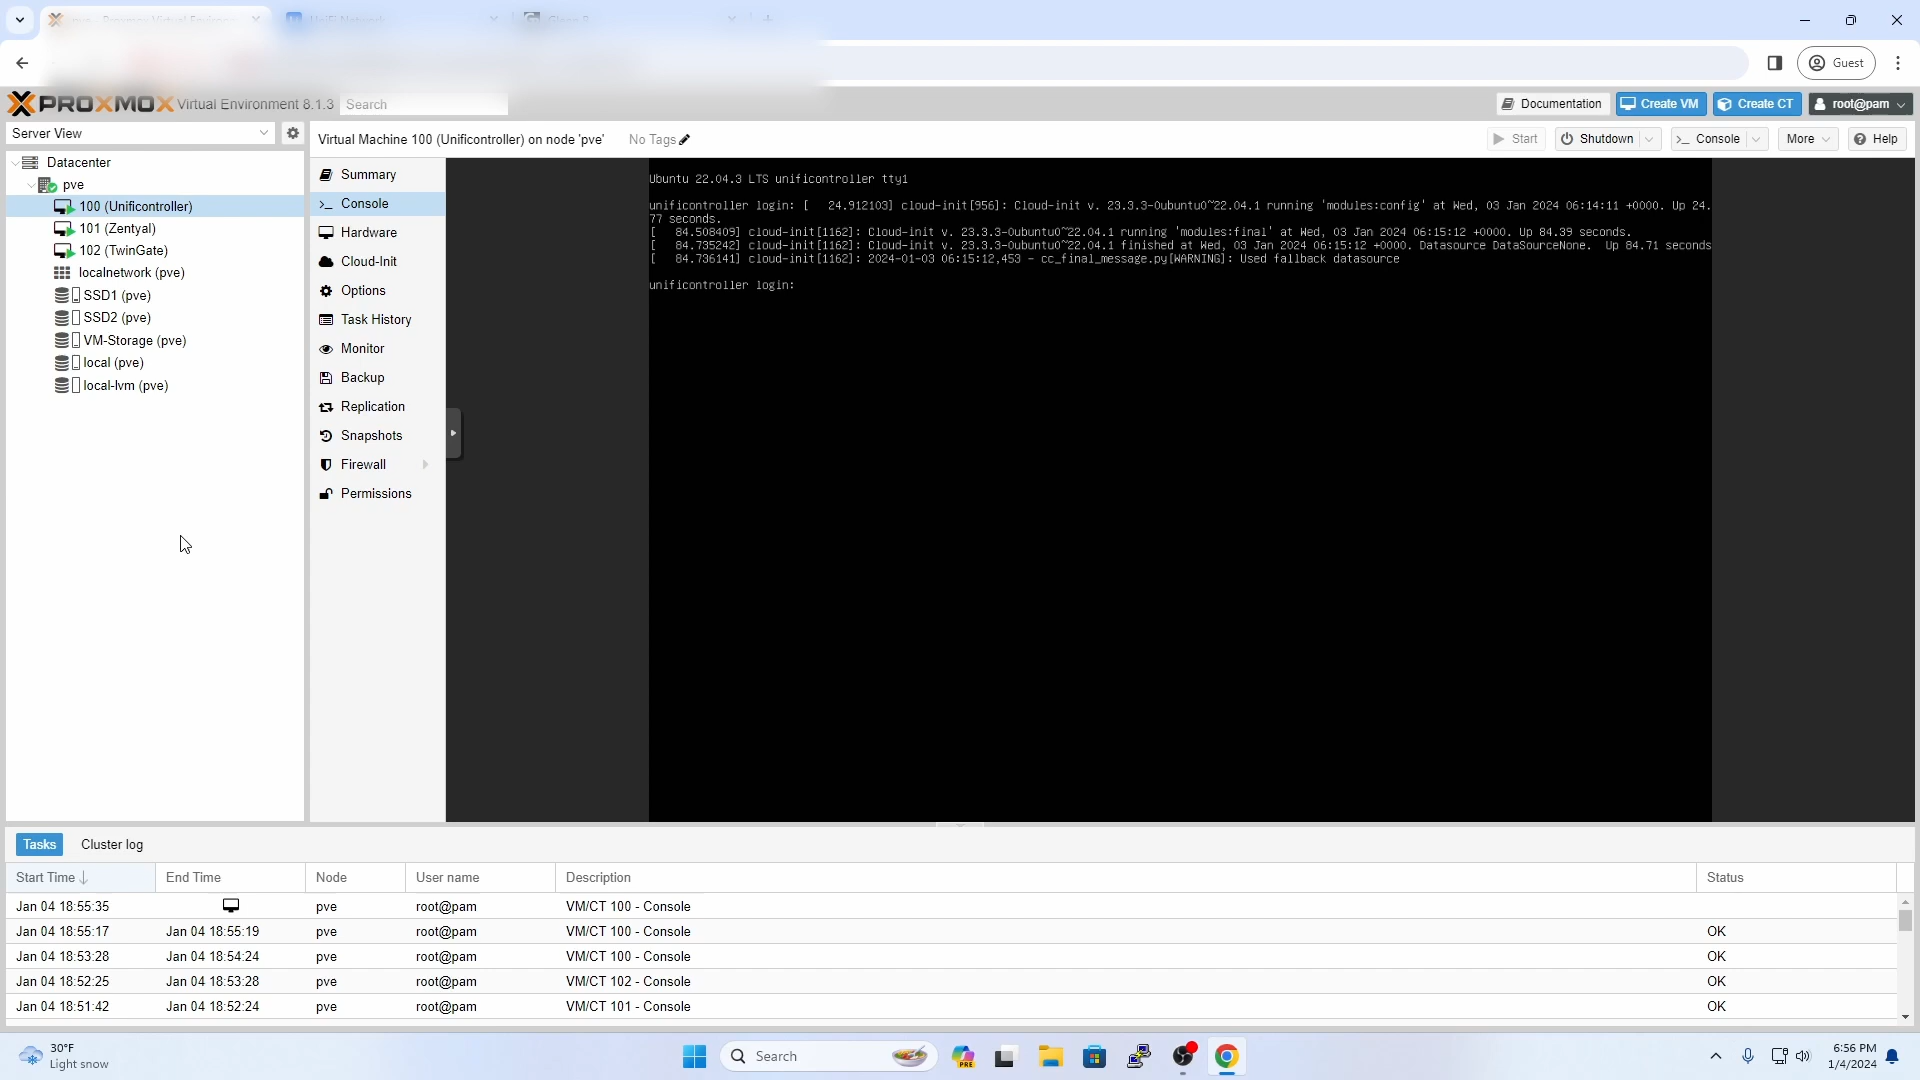 Guest
PROXMOX Virtual Environment 8.1.3 Search
Documentation Create VM Create CT root@pam
Server View
Virtual Machine 100 (Unificontroller) on node 'pve' No Tags Start Shutdown Console More Help
Datacenter
pve
100 (Unificontroller)
101 (Zentyal)
102 (TwinGate)
localnetwork (pve)
SSD1 (pve)
SSD2 (pve)
VM-Storage (pve)
local (pve)
local-lvm (pve)
Summary
Console
Hardware
Cloud-Init
Options
Task History
Monitor
Backup
Replication
Snapshots
Firewall
Permissions
Ubuntu 22.04.3 LTS unificontroller tty1
unificontroller login: [   24.912103] cloud-init[956]: Cloud-init v. 23.3.3-0ubuntu0~22.04.1 running 'modules:config' at Wed, 03 Jan 2024 06:14:11 +0000. Up 24.
77 seconds.
[   84.508409] cloud-init[1162]: Cloud-init v. 23.3.3-0ubuntu0~22.04.1 running 'modules:final' at Wed, 03 Jan 2024 06:15:12 +0000. Up 84.39 seconds.
[   84.735242] cloud-init[1162]: Cloud-init v. 23.3.3-0ubuntu0~22.04.1 finished at Wed, 03 Jan 2024 06:15:12 +0000. Datasource DataSourceNone.  Up 84.71 seconds
[   84.736141] cloud-init[1162]: 2024-01-03 06:15:12,453 - cc_final_message.py[WARNING]: Used fallback datasource
unificontroller login:
Tasks Cluster log
Start Time End Time Node User name Description Status
Jan 04 18:55:35 pve root@pam VM/CT 100 - Console
Jan 04 18:55:17 Jan 04 18:55:19 pve root@pam VM/CT 100 - Console OK
Jan 04 18:53:28 Jan 04 18:54:24 pve root@pam VM/CT 100 - Console OK
Jan 04 18:52:25 Jan 04 18:53:28 pve root@pam VM/CT 102 - Console OK
Jan 04 18:51:42 Jan 04 18:52:24 pve root@pam VM/CT 101 - Console OK
30°F
Light snow
Search
PRE
6:56 PM
1/4/2024